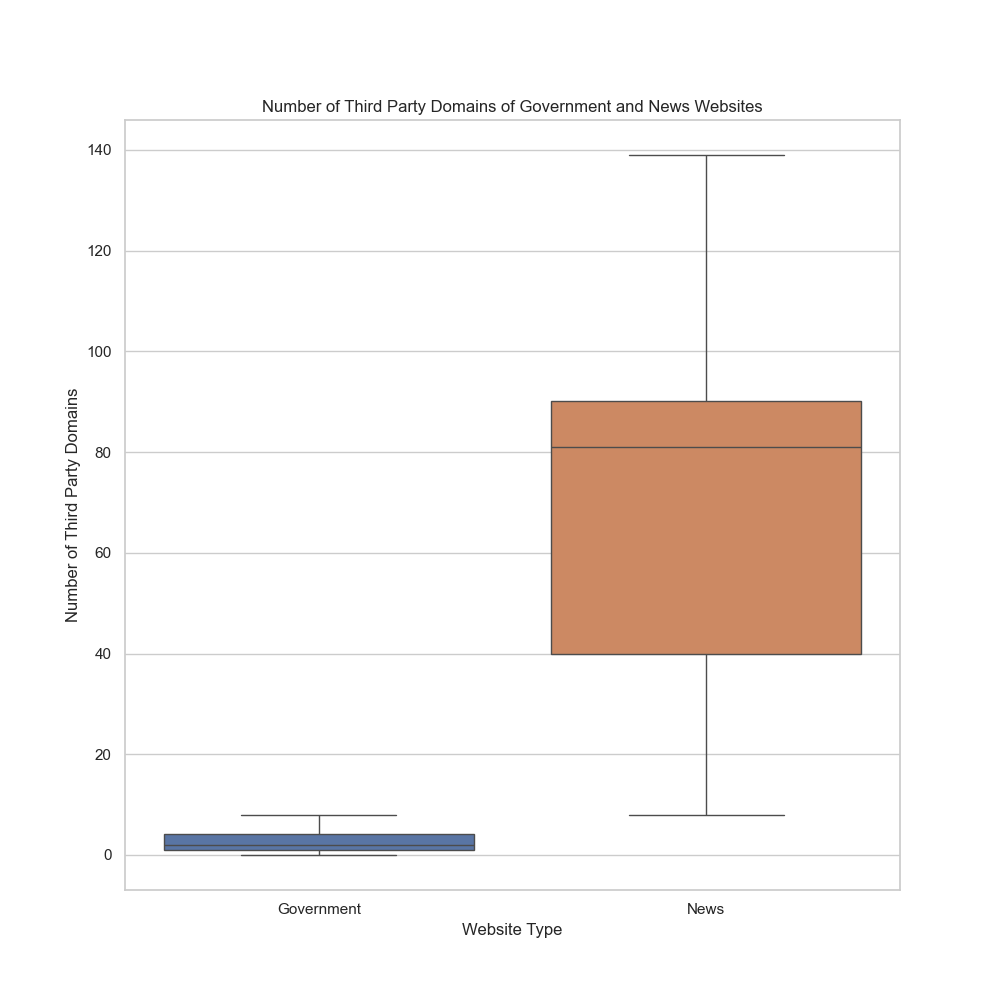 Number of Third Party Domains of Government and News Websites
140
120
100
80
60
40
20
0
Number of Third Party Domains
Government
News
Website Type